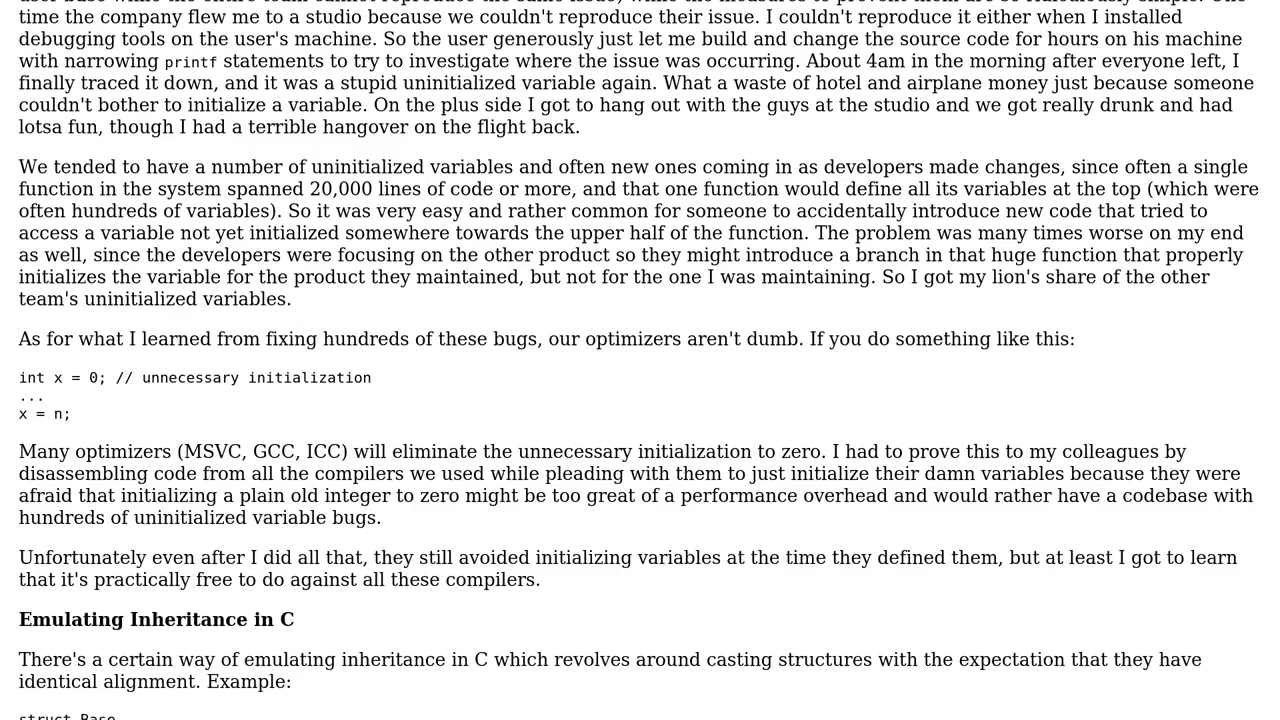 time the company flew me to a studio because we couldn't reproduce their issue. I couldn't reproduce it either when I installed
debugging tools on the user's machine. So the user generously just let me build and change the source code for hours on his machine
with narrowing printf statements to try to investigate where the issue was occurring. About 4am in the morning after everyone left, I
finally traced it down, and it was a stupid uninitialized variable again. What a waste of hotel and airplane money just because someone
couldn't bother to initialize a variable. On the plus side I got to hang out with the guys at the studio and we got really drunk and had
lotsa fun, though I had a terrible hangover on the flight back.
We tended to have a number of uninitialized variables and often new ones coming in as developers made changes, since often a single
function in the system spanned 20,000 lines of code or more, and that one function would define all its variables at the top (which were
often hundreds of variables). So it was very easy and rather common for someone to accidentally introduce new code that tried to
access a variable not yet initialized somewhere towards the upper half of the function. The problem was many times worse on my end
as well, since the developers were focusing on the other product so they might introduce a branch in that huge function that properly
initializes the variable for the product they maintained, but not for the one I was maintaining. So I got my lion's share of the other
team's uninitialized variables.
As for what I learned from fixing hundreds of these bugs, our optimizers aren't dumb. If you do something like this:
int x = 0; // unnecessary initialization
...
x = n;
Many optimizers (MSVC, GCC, ICC) will eliminate the unnecessary initialization to zero. I had to prove this to my colleagues by
disassembling code from all the compilers we used while pleading with them to just initialize their damn variables because they were
afraid that initializing a plain old integer to zero might be too great of a performance overhead and would rather have a codebase with
hundreds of uninitialized variable bugs.
Unfortunately even after I did all that, they still avoided initializing variables at the time they defined them, but at least I got to learn
that it's practically free to do against all these compilers.
Emulating Inheritance in C
There's a certain way of emulating inheritance in C which revolves around casting structures with the expectation that they have
identical alignment. Example:
struct Base